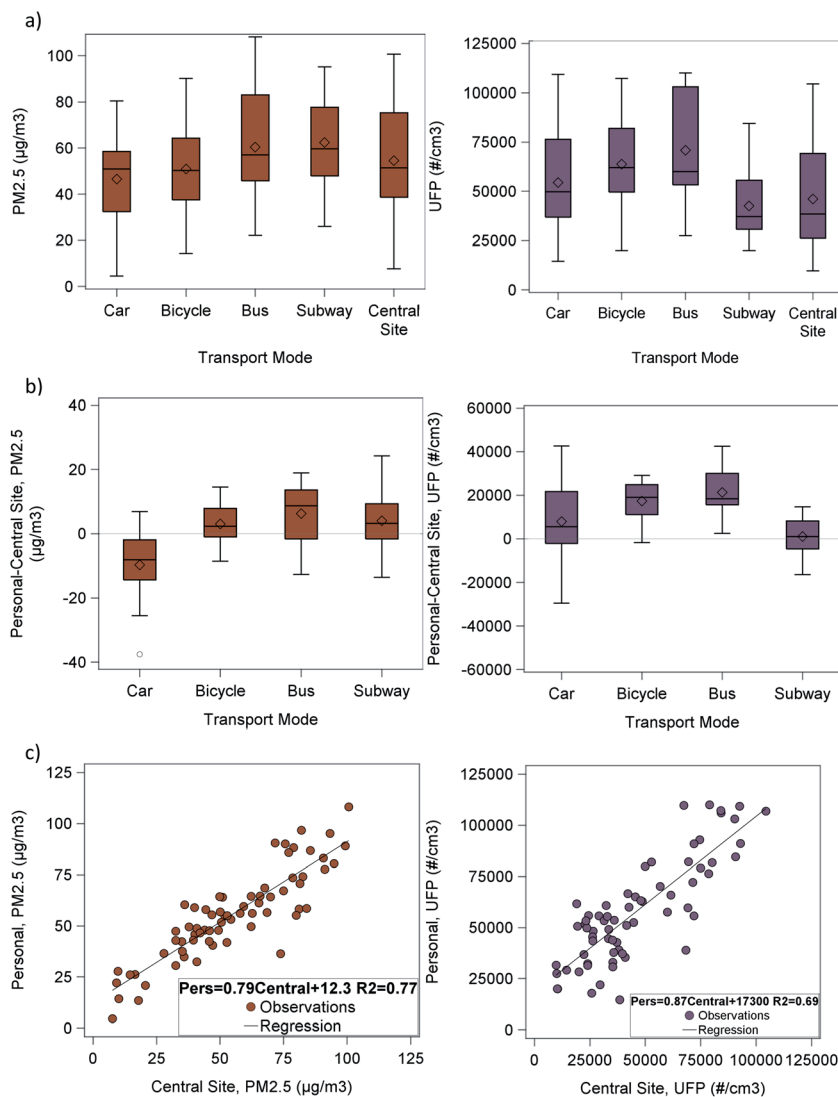 a)
PM2.5 (µg/m3)
100
80
60
40
20
0
Car
Bicycle
Bus
Subway
Central
Site
Transport Mode
UFP (#/cm3)
125000
100000
75000
50000
25000
0
Car
Bicycle
Bus
Subway
Central
Site
Transport Mode
b)
Personal-Central Site, PM2.5
(µg/m3)
40
20
0
-20
-40
Car
Bicycle
Bus
Subway
Transport Mode
Personal-Central Site, UFP (#/cm3)
60000
40000
20000
0
-20000
-40000
-60000
Car
Bicycle
Bus
Subway
Transport Mode
c)
Personal, PM2.5 (µg/m3)
125
100
75
50
25
0
Pers=0.79Central+12.3 R2=0.77
Observations
Regression
0
25
50
75
100
125
Central Site, PM2.5 (µg/m3)
Personal, UFP (#/cm3)
125000
100000
75000
50000
25000
0
Pers=0.87Central+17300 R2=0.69
Observations
Regression
0
25000
50000
75000
100000
125000
Central Site, UFP (#/cm3)